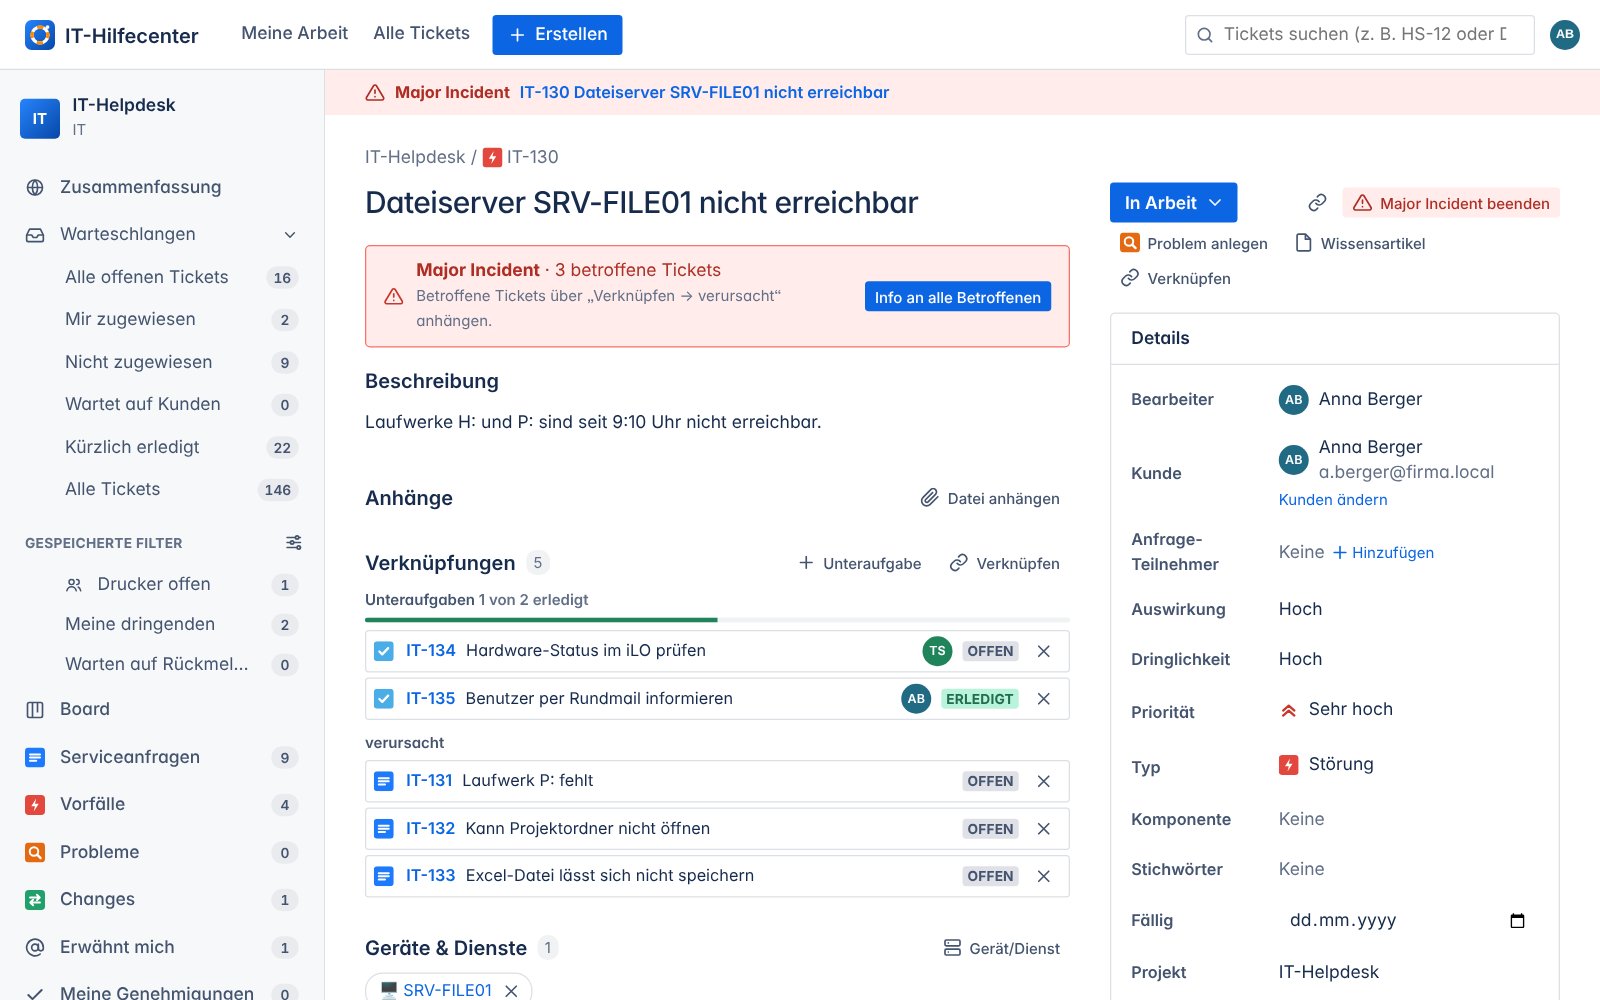 IT-Hilfecenter
Meine Arbeit
Alle Tickets
Erstellen
Tickets suchen (z. B. HS-12 oder D
AB
IT
IT-Helpdesk
IT
Zusammenfassung
Warteschlangen
Alle offenen Tickets 16
Mir zugewiesen 2
Nicht zugewiesen 9
Wartet auf Kunden 0
Kürzlich erledigt 22
Alle Tickets 146
GESPEICHERTE FILTER
Drucker offen 1
Meine dringenden 2
Warten auf Rückmel... 0
Board
Serviceanfragen 9
Vorfälle 4
Probleme 0
Changes 1
Erwähnt mich 1
Meine Genehmigungen 0
Major Incident IT-130 Dateiserver SRV-FILE01 nicht erreichbar
IT-Helpdesk / IT-130
Dateiserver SRV-FILE01 nicht erreichbar
Major Incident · 3 betroffene Tickets
Betroffene Tickets über „Verknüpfen → verursacht“
anhängen.
Info an alle Betroffenen
Beschreibung
Laufwerke H: und P: sind seit 9:10 Uhr nicht erreichbar.
Anhänge
Datei anhängen
Verknüpfungen 5
Unteraufgabe
Verknüpfen
Unteraufgaben 1 von 2 erledigt
IT-134 Hardware-Status im iLO prüfen TS OFFEN
IT-135 Benutzer per Rundmail informieren AB ERLEDIGT
verursacht
IT-131 Laufwerk P: fehlt OFFEN
IT-132 Kann Projektordner nicht öffnen OFFEN
IT-133 Excel-Datei lässt sich nicht speichern OFFEN
Geräte & Dienste 1
Gerät/Dienst
SRV-FILE01
In Arbeit
Major Incident beenden
Problem anlegen
Wissensartikel
Verknüpfen
Details
Bearbeiter AB Anna Berger
Kunde AB Anna Berger
a.berger@firma.local
Kunden ändern
Anfrage-
Teilnehmer
Keine
Hinzufügen
Auswirkung Hoch
Dringlichkeit Hoch
Priorität Sehr hoch
Typ Störung
Komponente Keine
Stichwörter Keine
Fällig dd.mm.yyyy
Projekt IT-Helpdesk